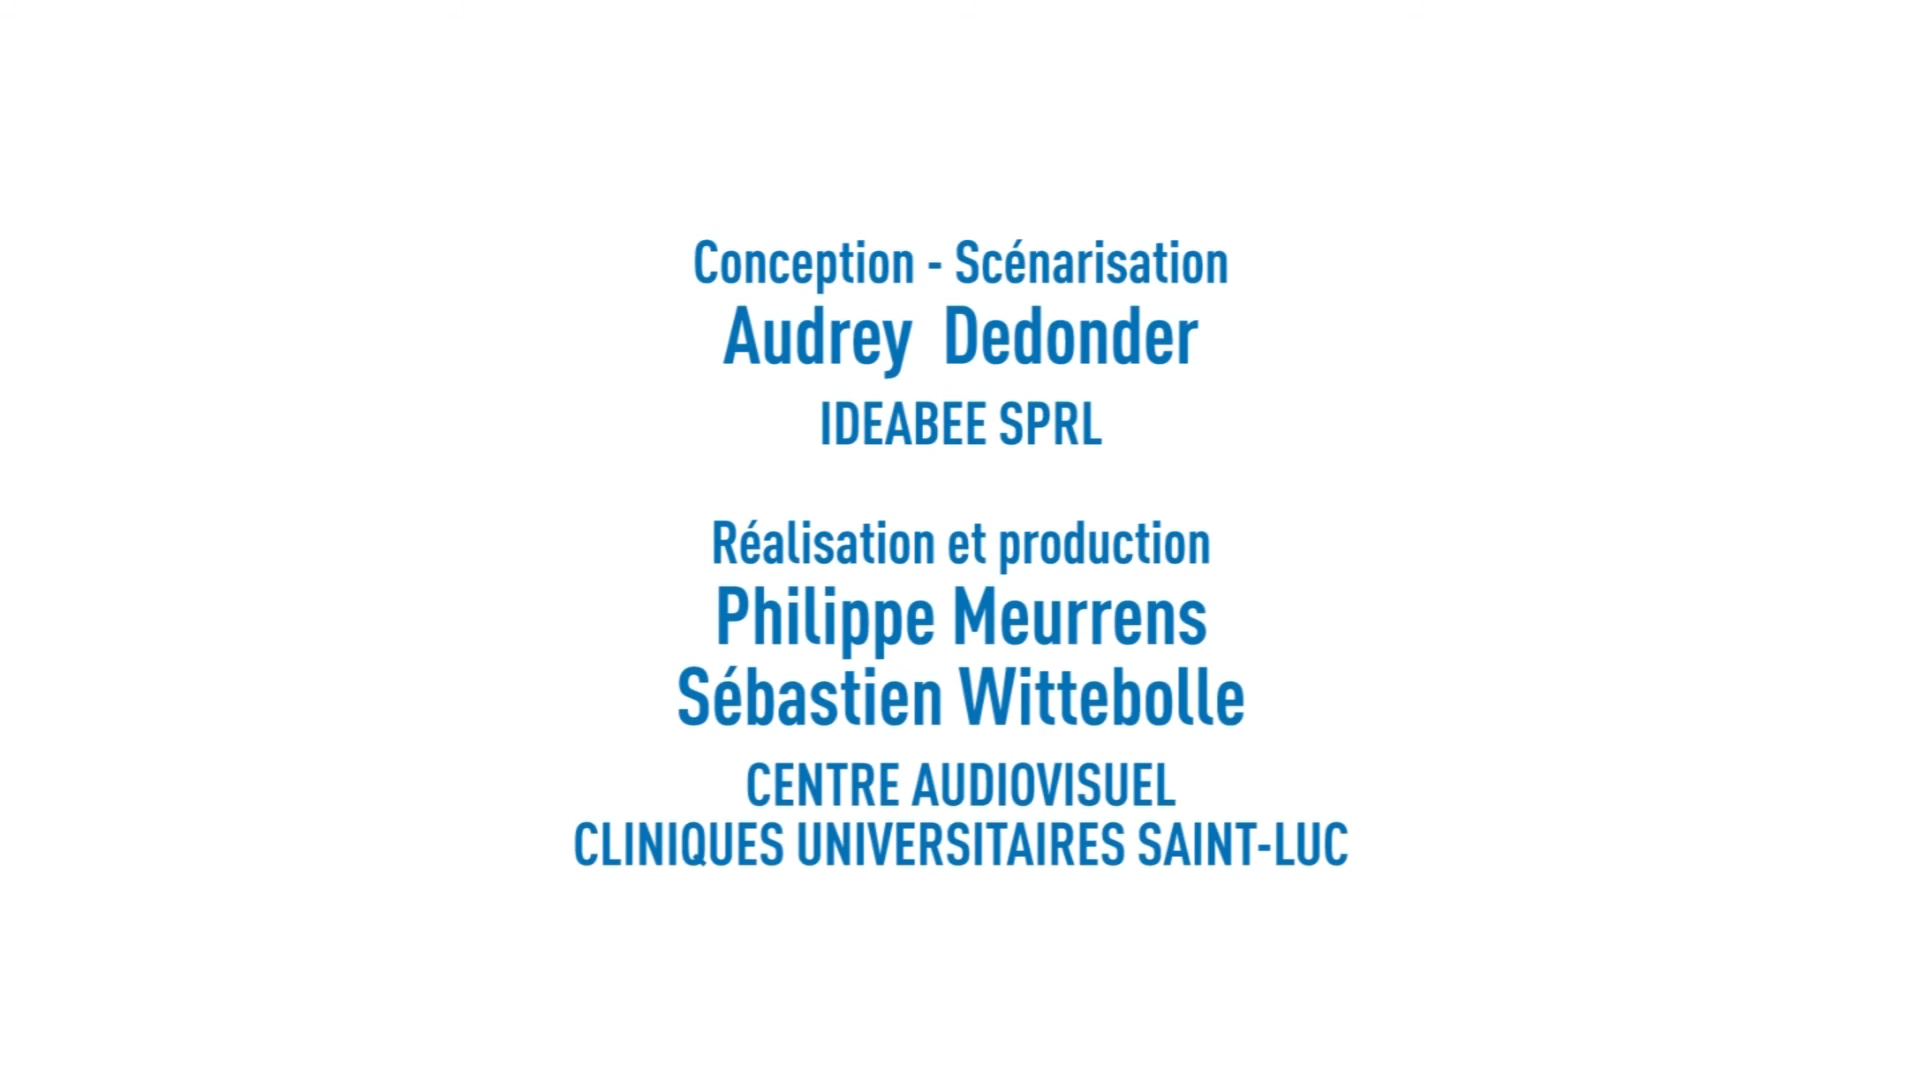 Conception - Scénarisation
Audrey Dedonder
IDEABEE SPRL
Réalisation et production
Philippe Meurrens
Sébastien Wittebolle
CENTRE AUDIOVISUEL
CLINIQUES UNIVERSITAIRES SAINT-LUC